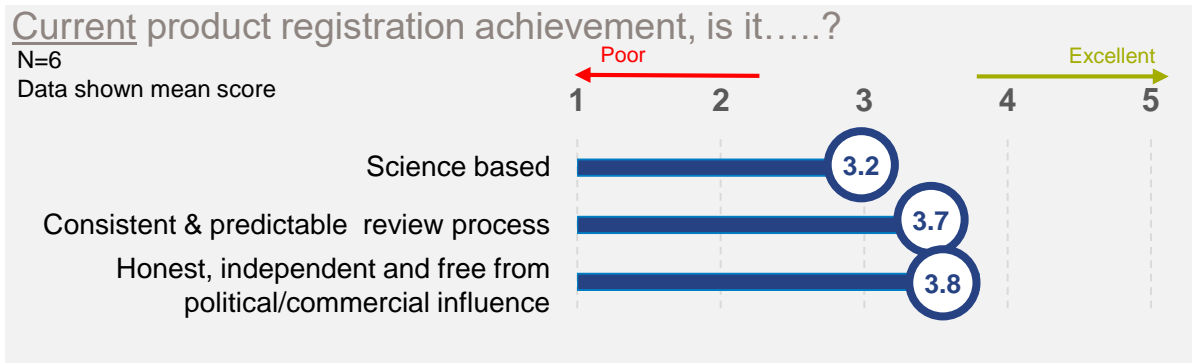 Current product registration achievement, is it…..?
N=6
Data shown mean score
Poor
Excellent
1 2 3 4 5
Science based
3.2
Consistent & predictable  review process
3.7
Honest, independent and free from
political/commercial influence
3.8